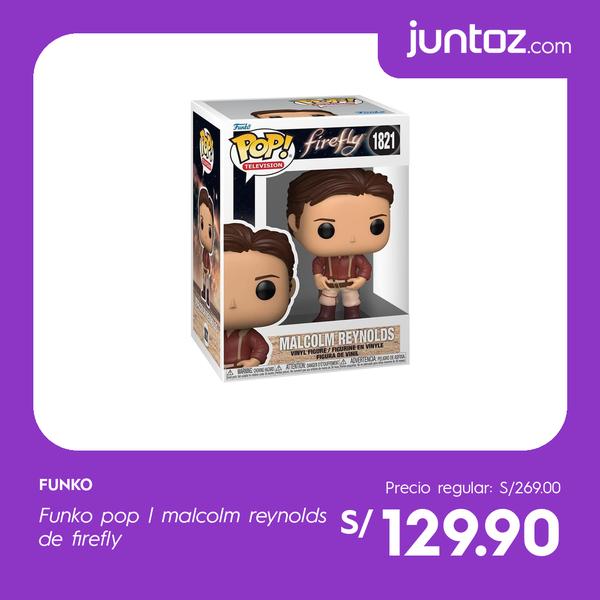 juntoz.com
Funko
POP!
TELEVISION
firefly
1821
MALCOLM REYNOLDS
VINYL FIGURE / FIGURINE EN VINYLE
FIGURA DE VINIL
FUNKO
Funko pop | malcolm reynolds
de firefly
Precio regular: S/269.00
S/129.90